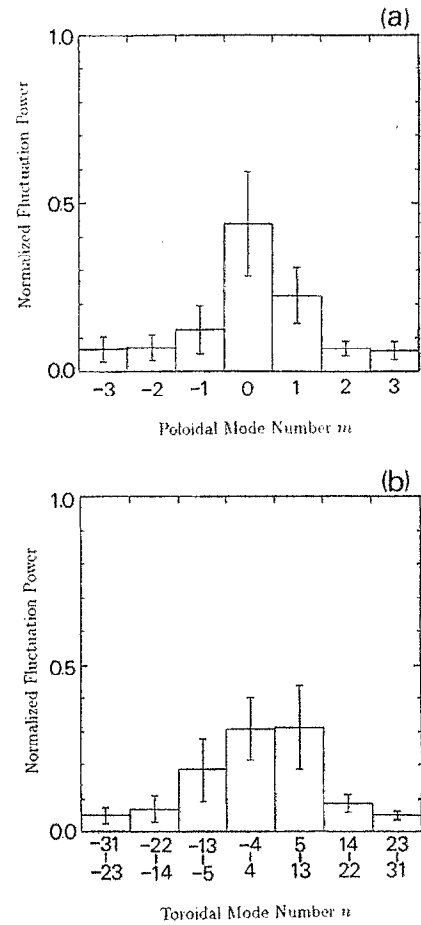 (a)
1.0
0.5
0.0
Normalized Fluctuation Power
-3 -2 -1 0 1 2 3
Poloidal Mode Number m
(b)
1.0
0.5
0.0
Normalized Fluctuation Power
-31 -22 -13 -4 5 14 23
-23 -14 -5 4 13 22 31
Toroidal Mode Number n